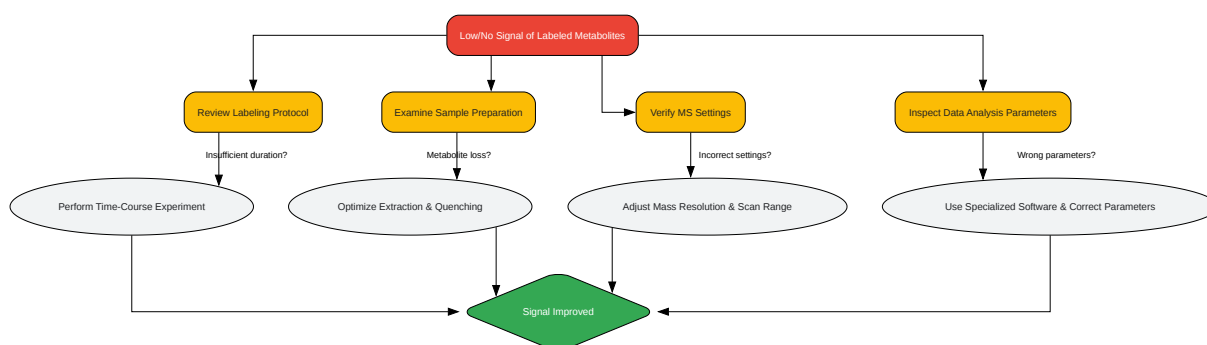 Low/No Signal of Labeled Metabolites
Review Labeling Protocol
Examine Sample Preparation
Verify MS Settings
Inspect Data Analysis Parameters
Insufficient duration?
Metabolite loss?
Incorrect settings?
Wrong parameters?
Perform Time-Course Experiment
Optimize Extraction & Quenching
Adjust Mass Resolution & Scan Range
Use Specialized Software & Correct Parameters
Signal Improved